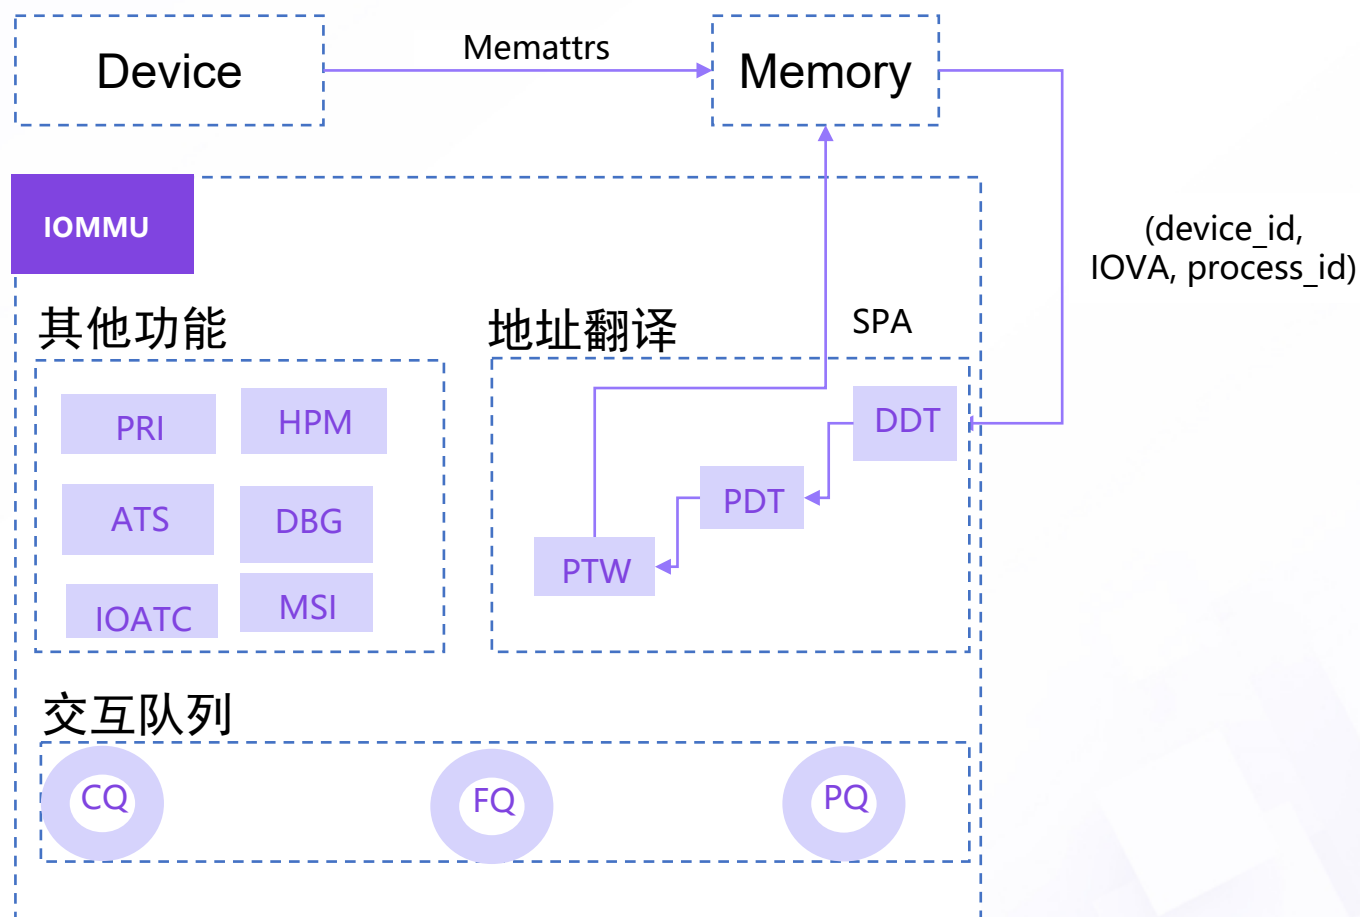 Device
Memattrs
Memory
IOMMU
(device_id,
IOVA, process_id)
其他功能
地址翻译
SPA
PRI
HPM
DDT
ATS
DBG
PDT
IOATC
MSI
PTW
交互队列
CQ
FQ
PQ